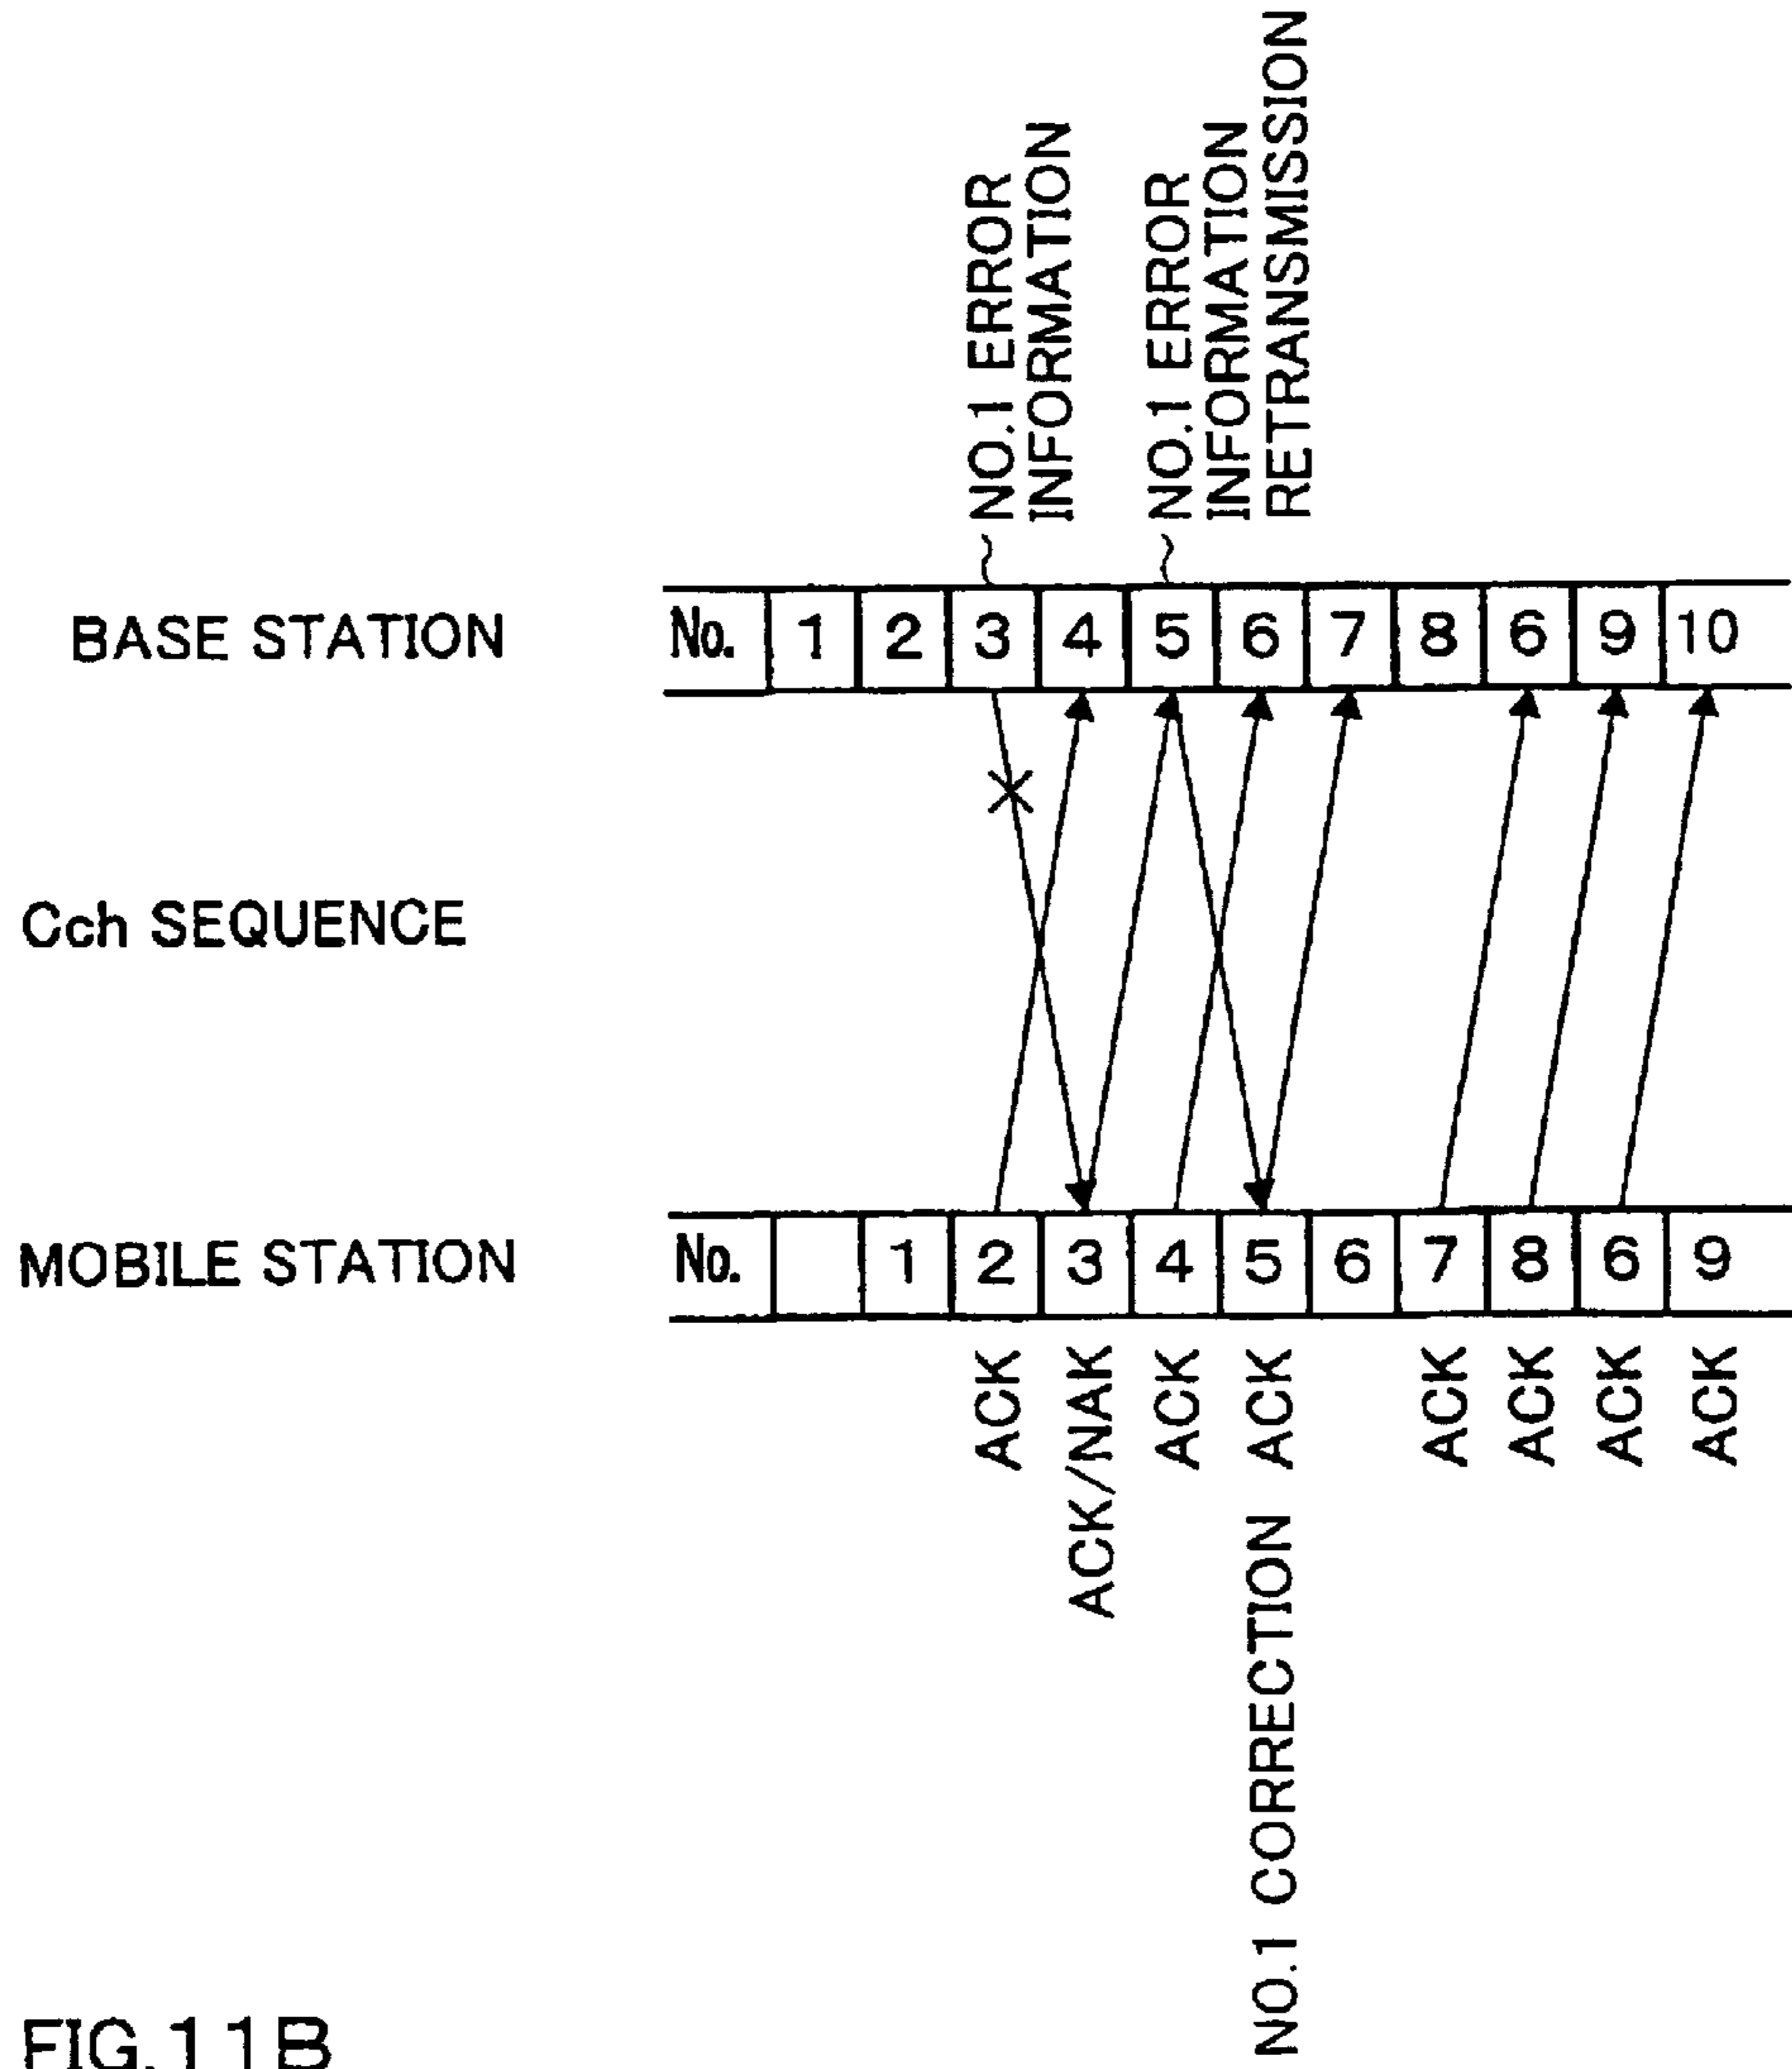 NO.1 ERROR
INFORMATION
NO.1 ERROR
INFORMATION
RETRANSMISSION
BASE STATION
No. 1 2 3 4 5 6 7 8 6 9 10
Cch SEQUENCE
MOBILE STATION
No. 1 2 3 4 5 6 7 8 6 9
ACK
ACK/NAK
ACK
NO.1 CORRECTION ACK
ACK
ACK
ACK
ACK
FIG.11B